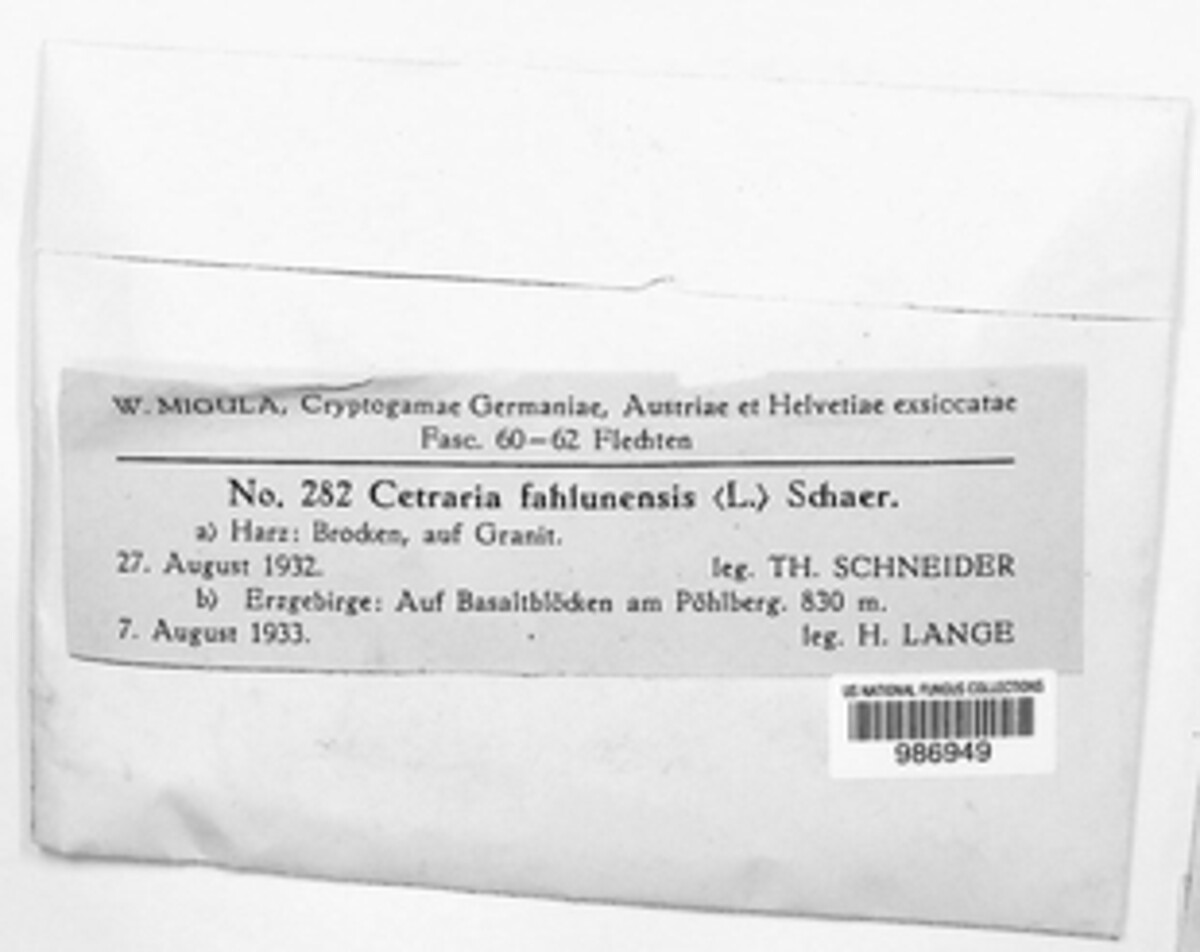 W. MIGULA, Cryptogamae Germaniae, Austriae et Helvetiae exsiccatae
Fasc. 60–62 Flechten
No. 282 Cetraria fahlunensis (L.) Schaer.
a) Harz: Brocken, auf Granit.
27. August 1932. leg. TH. SCHNEIDER
b) Erzgebirge: Auf Basaltblöcken am Pöhlberg. 830 m.
7. August 1933. leg. H. LANGE
US NATIONAL FUNGUS COLLECTIONS
986949